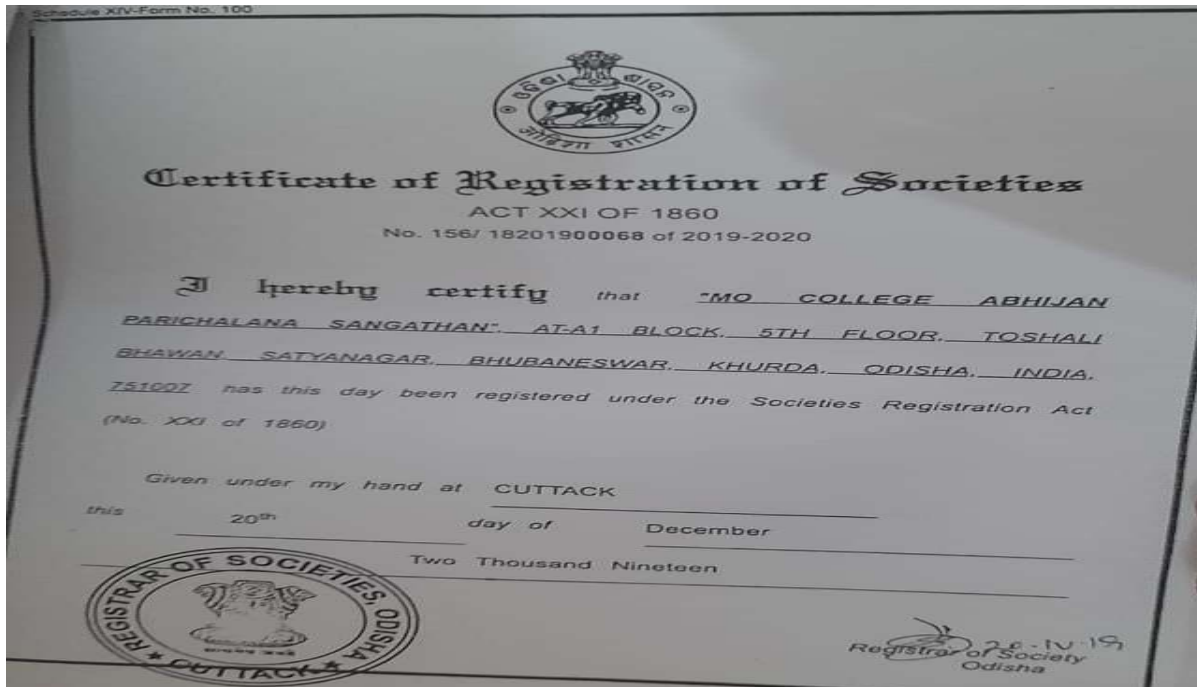 Schedule XIV-Form No. 100
ଓଡ଼ିଶା ଶାସନ
ओड़िशा शासन
Certificate of Registration of Societies
ACT XXI OF 1860
No. 156/ 18201900068 of 2019-2020
I hereby certify that "MO COLLEGE ABHIJAN
PARICHALANA SANGATHAN", AT-A1 BLOCK, 5TH FLOOR, TOSHALI
BHAWAN, SATYANAGAR, BHUBANESWAR, KHURDA, ODISHA, INDIA,
751007 has this day been registered under the Societies Registration Act
(No. XXI of 1860)
Given under my hand at CUTTACK
this 20th day of December
Two Thousand Nineteen
REGISTRAR OF SOCIETIES, ODISHA
★ CUTTACK ★
Registrar of Society
Odisha